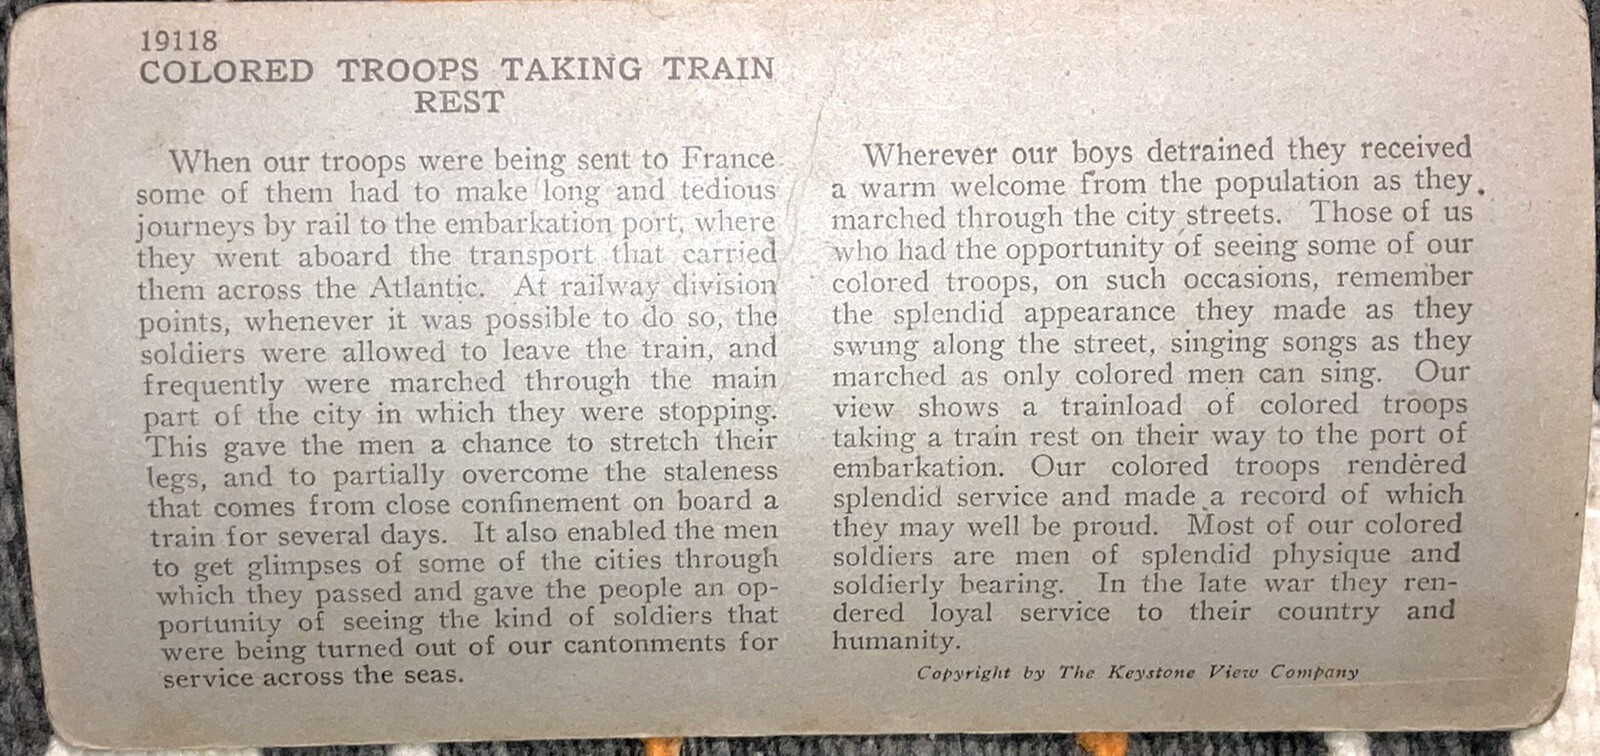 19118
COLORED TROOPS TAKING TRAIN
REST
When our troops were being sent to France
some of them had to make long and tedious
journeys by rail to the embarkation port, where
they went aboard the transport that carried
them across the Atlantic. At railway division
points, whenever it was possible to do so, the
soldiers were allowed to leave the train, and
frequently were marched through the main
part of the city in which they were stopping.
This gave the men a chance to stretch their
legs, and to partially overcome the staleness
that comes from close confinement on board a
train for several days. It also enabled the men
to get glimpses of some of the cities through
which they passed and gave the people an op-
portunity of seeing the kind of soldiers that
were being turned out of our cantonments for
service across the seas.
Wherever our boys detrained they received
a warm welcome from the population as they
marched through the city streets. Those of us
who had the opportunity of seeing some of our
colored troops, on such occasions, remember
the splendid appearance they made as they
swung along the street, singing songs as they
marched as only colored men can sing. Our
view shows a trainload of colored troops
taking a train rest on their way to the port of
embarkation. Our colored troops rendered
splendid service and made a record of which
they may well be proud. Most of our colored
soldiers are men of splendid physique and
soldierly bearing. In the late war they ren-
dered loyal service to their country and
humanity.
Copyright by The Keystone View Company